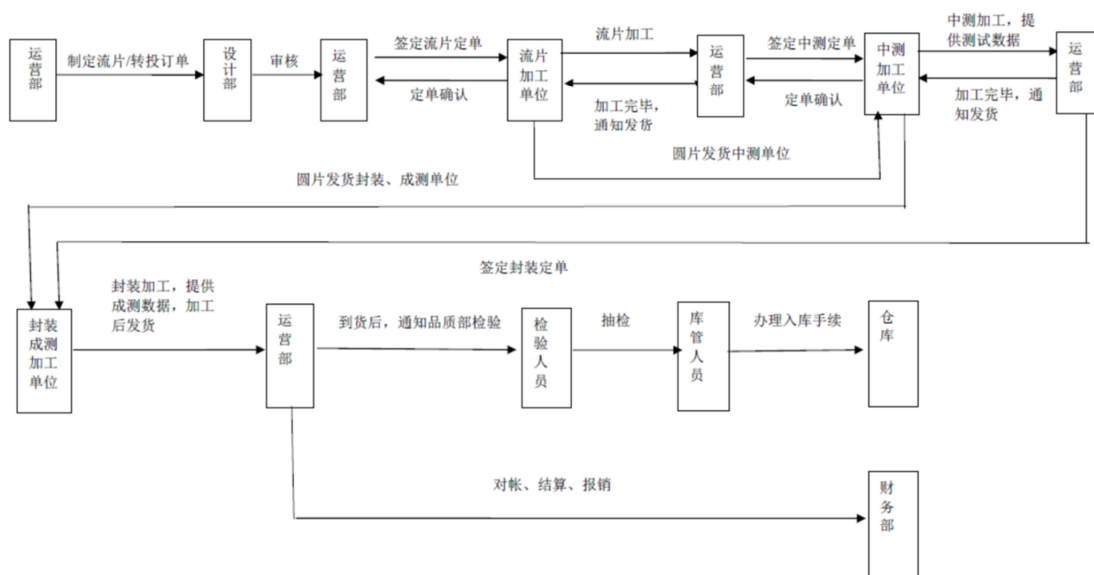 运营部
制定流片/转投订单
设计部
审核
运营部
签定流片定单
定单确认
流片
加工
单位
流片加工
加工完毕，
通知发货
运营部
签定中测定单
定单确认
中测
加工
单位
中测加工，提
供测试数据
加工完毕，通
知发货
运营部
圆片发货中测单位
圆片发货封装、成测单位
签定封装定单
封装
成测
加工
单位
封装加工，提供
成测数据，加工
后发货
运营部
到货后，通知品质部检验
检验人员
抽检
库管人员
办理入库手续
仓库
对帐、结算、报销
财务部